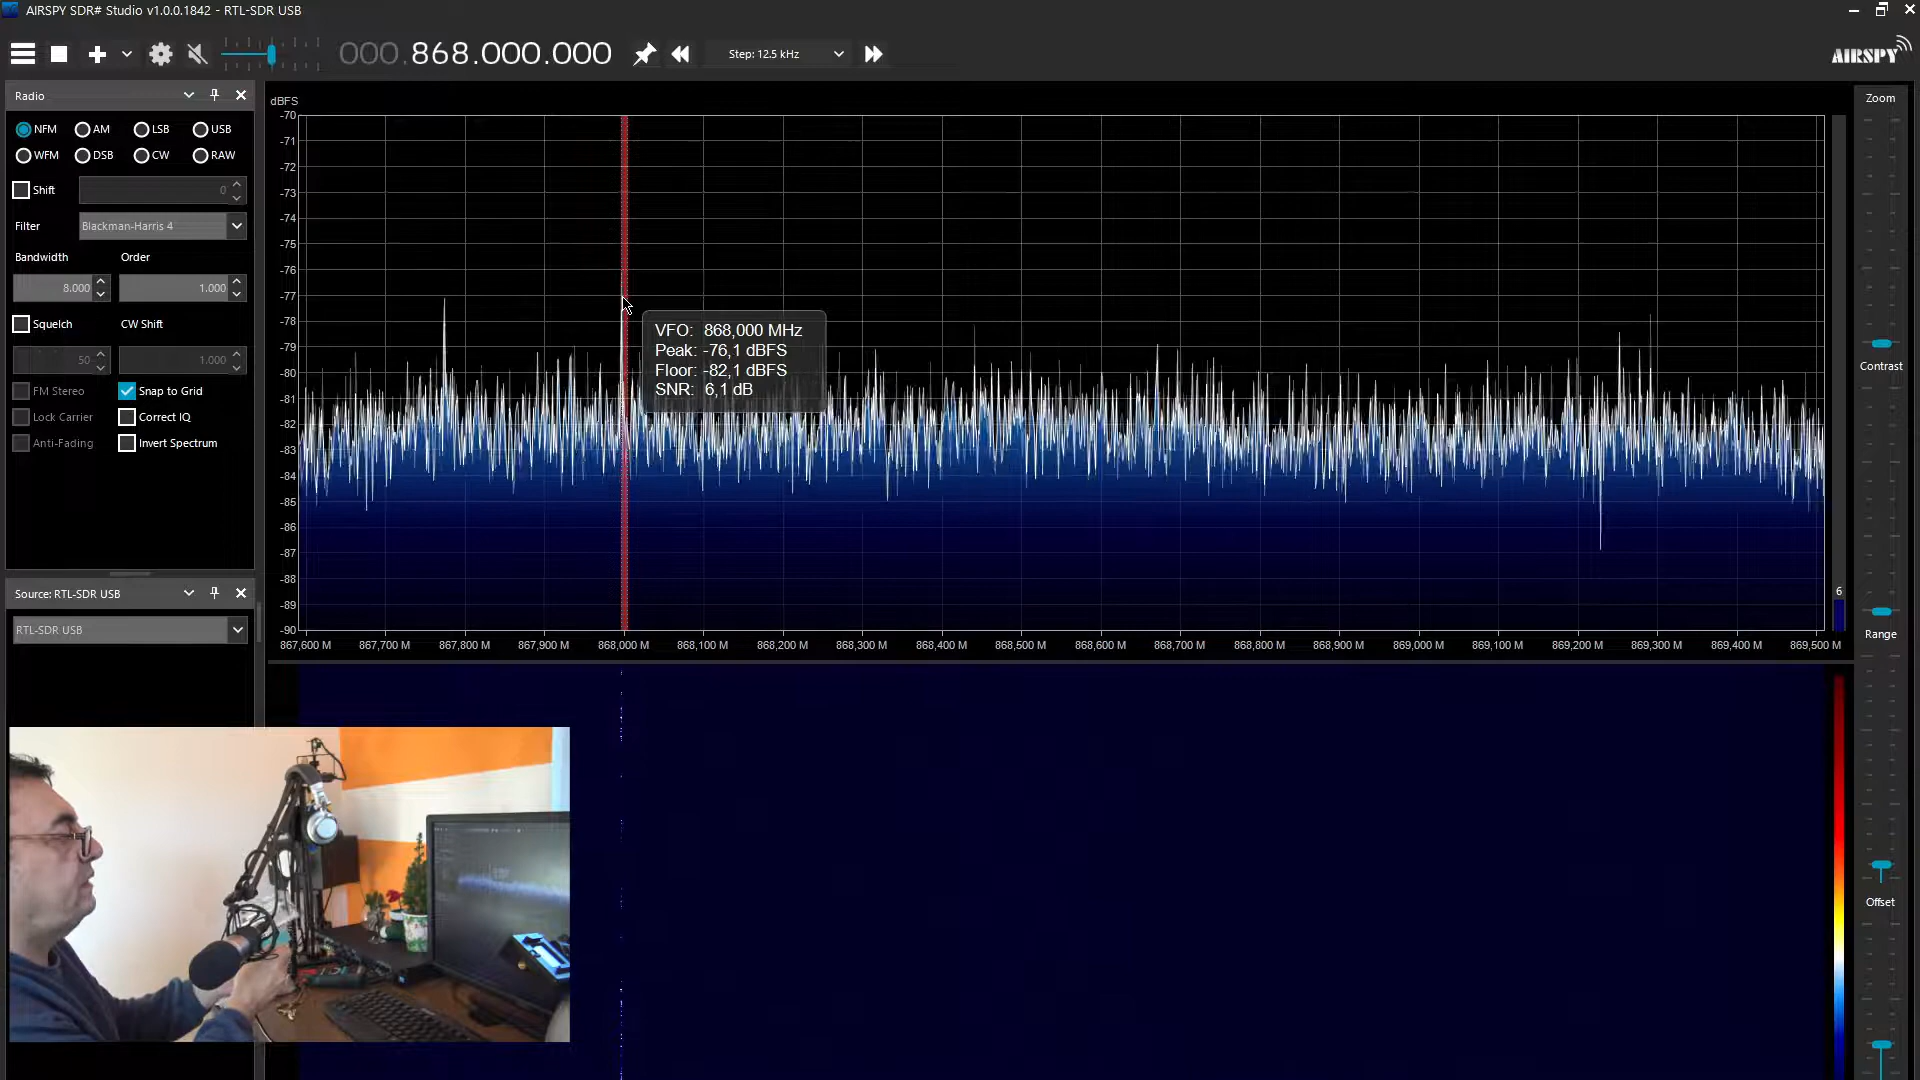 AIRSPY SDR# Studio v1.0.0.1842 - RTL-SDR USB
000.868.000.000
Step: 12.5 kHz
AIRSPY
Radio
NFM AM LSB USB
WFM DSB CW RAW
Shift 0
Filter Blackman-Harris 4
Bandwidth Order
8.000 1.000
Squelch CW Shift
50 1.000
FM Stereo Snap to Grid
Lock Carrier Correct IQ
Anti-Fading Invert Spectrum
Source: RTL-SDR USB
RTL-SDR USB
dBFS
-70
-71
-72
-73
-74
-75
-76
-77
-78
-79
-80
-81
-82
-83
-84
-85
-86
-87
-88
-89
-90
VFO: 868,000 MHz
Peak: -76,1 dBFS
Floor: -82,1 dBFS
SNR: 6,1 dB
867,600 M 867,700 M 867,800 M 867,900 M 868,000 M 868,100 M 868,200 M 868,300 M 868,400 M 868,500 M 868,600 M 868,700 M 868,800 M 868,900 M 869,000 M 869,100 M 869,200 M 869,300 M 869,400 M 869,500 M
6
Zoom
Contrast
Range
Offset